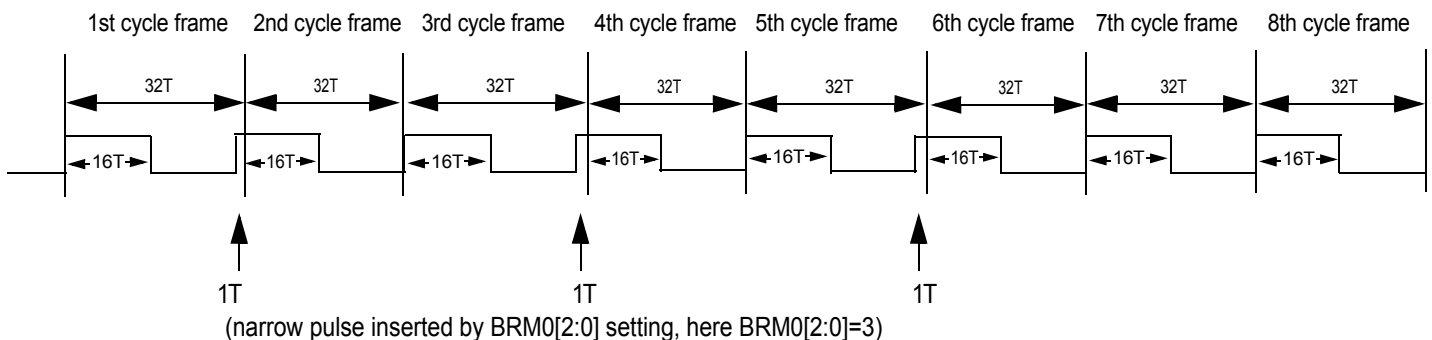 1st cycle frame 2nd cycle frame 3rd cycle frame 4th cycle frame 5th cycle frame 6th cycle frame 7th cycle frame 8th cycle frame
32T 32T 32T 32T 32T 32T 32T 32T
16T 16T 16T 16T 16T 16T 16T 16T
1T 1T 1T
(narrow pulse inserted by BRM0[2:0] setting, here BRM0[2:0]=3)